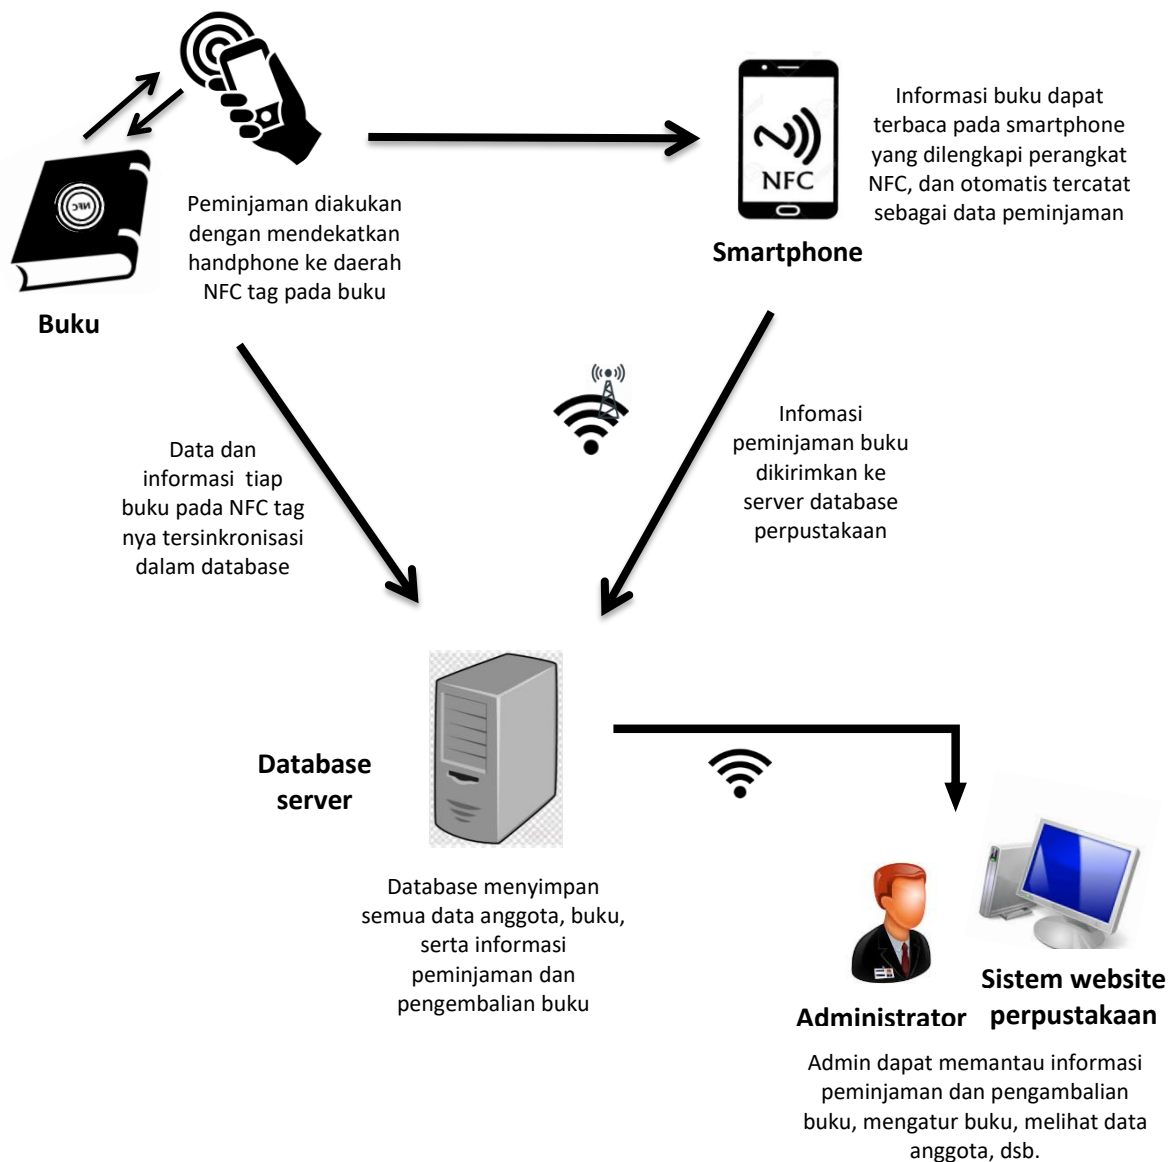 Informasi buku dapat
terbaca pada smartphone
yang dilengkapi perangkat
NFC, dan otomatis tercatat
sebagai data peminjaman
NFC
Smartphone
NFC
Peminjaman diakukan
dengan mendekatkan
handphone ke daerah
NFC tag pada buku
Buku
Data dan
informasi tiap
buku pada NFC tag
nya tersinkronisasi
dalam database
Infomasi
peminjaman buku
dikirimkan ke
server database
perpustakaan
Database
server
Database menyimpan
semua data anggota, buku,
serta informasi
peminjaman dan
pengembalian buku
Administrator
Sistem website
perpustakaan
Admin dapat memantau informasi
peminjaman dan pengambalian
buku, mengatur buku, melihat data
anggota, dsb.